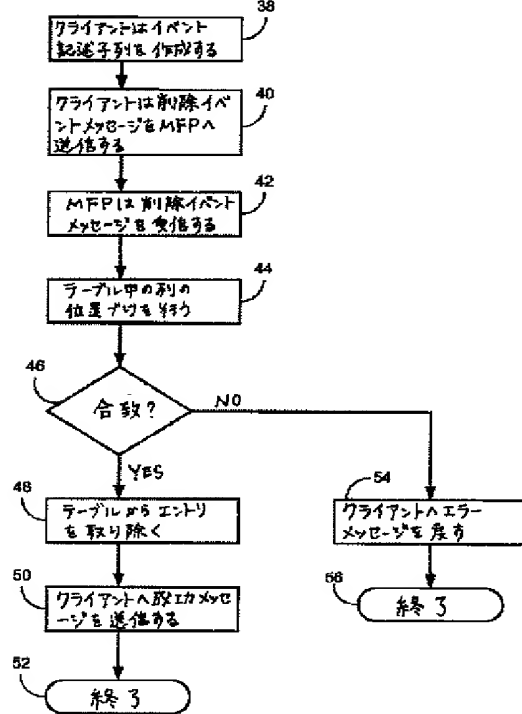 38
クライアントはイベント
記述子列を作成する
40
クライアントは削除イベ
ントメッセージをMFPへ
送信する
42
MFPは削除イベント
メッセージを受信する
44
テーブル中の列の
位置づけを行う
46
合致?
NO
YES
48
テーブルからエントリ
を取り除く
54
クライアントへエラー
メッセージを戻す
50
クライアントへ成工力メッセ
ージを送信する
56
終了
52
終了